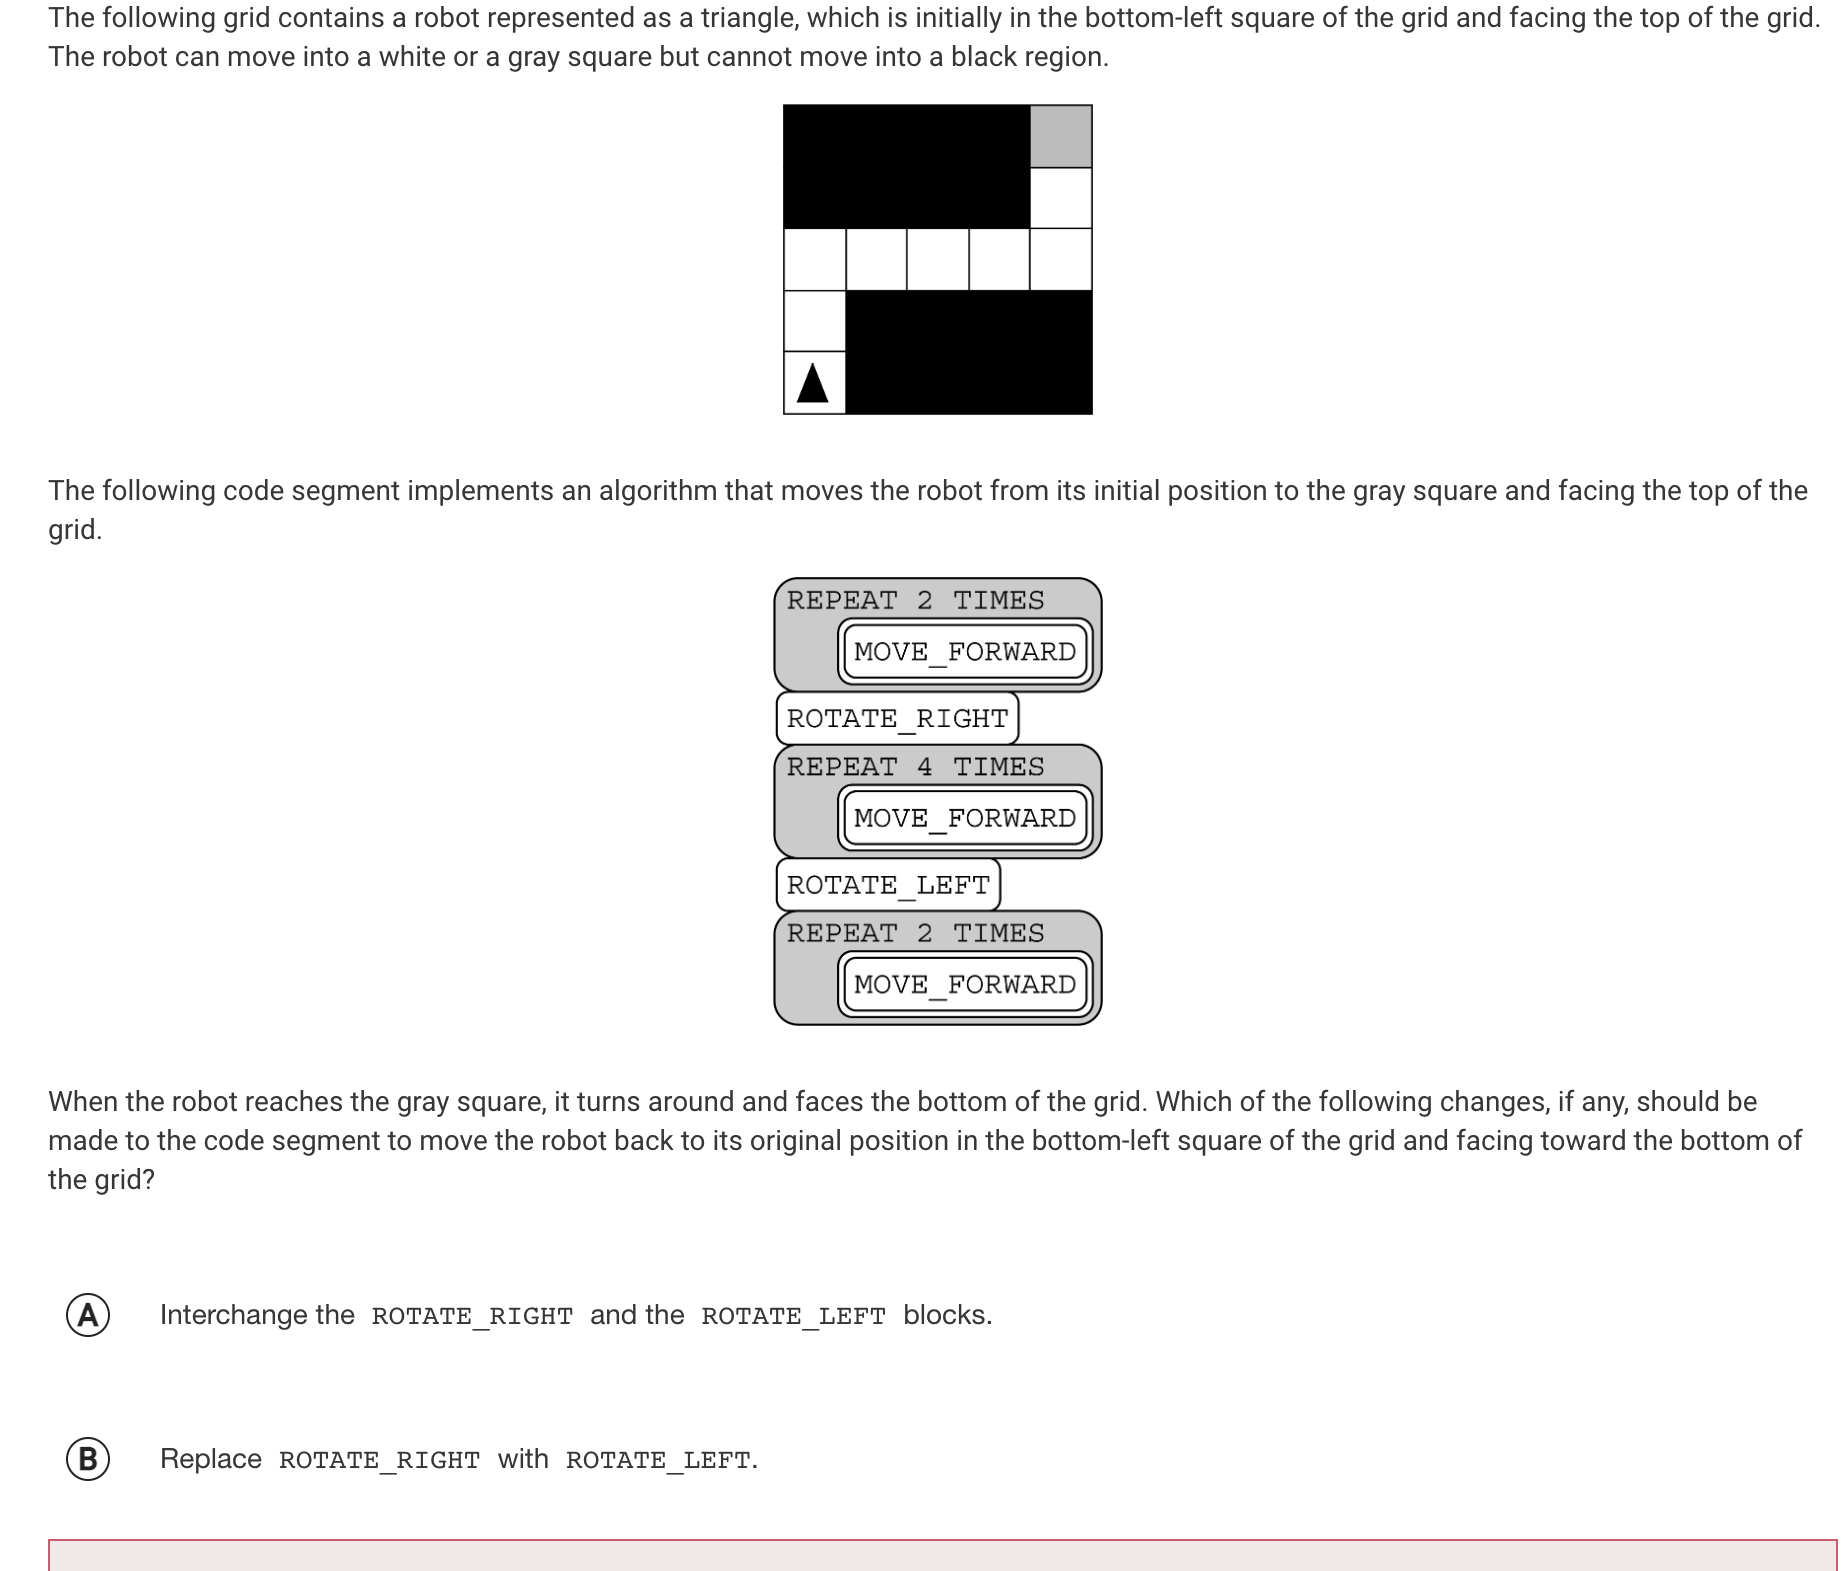 The following grid contains a robot represented as a triangle, which is initially in the bottom-left square of the grid and facing the top of the grid.
The robot can move into a white or a gray square but cannot move into a black region.
The following code segment implements an algorithm that moves the robot from its initial position to the gray square and facing the top of the
grid.
REPEAT 2 TIMES
MOVE_FORWARD
ROTATE_RIGHT
REPEAT 4 TIMES
MOVE_FORWARD
ROTATE_LEFT
REPEAT 2 TIMES
MOVE_FORWARD
When the robot reaches the gray square, it turns around and faces the bottom of the grid. Which of the following changes, if any, should be
made to the code segment to move the robot back to its original position in the bottom-left square of the grid and facing toward the bottom of
the grid?
A Interchange the ROTATE_RIGHT and the ROTATE_LEFT blocks.
B Replace ROTATE_RIGHT with ROTATE_LEFT.